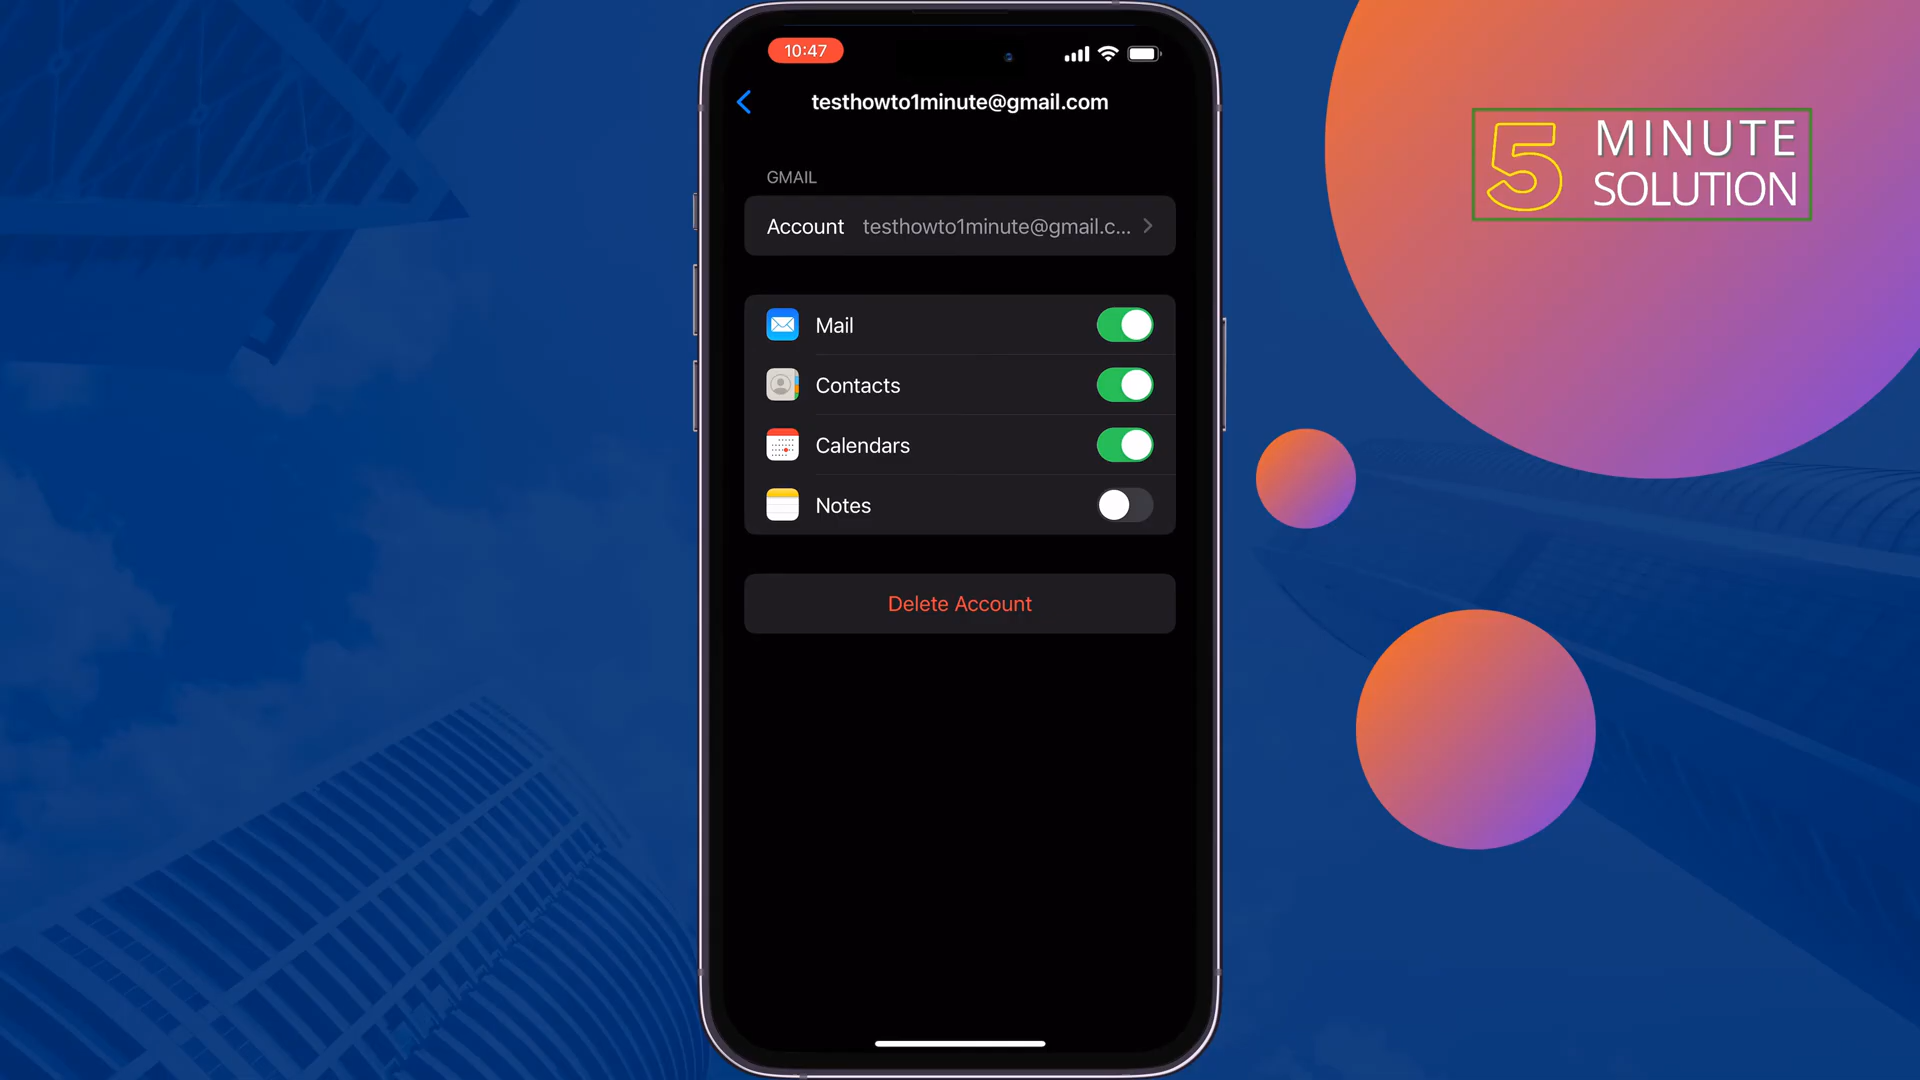 10:47
testhowto1minute@gmail.com
GMAIL
Account testhowto1minute@gmail.c...
Mail
Contacts
Calendars
Notes
Delete Account
5 MINUTE
SOLUTION